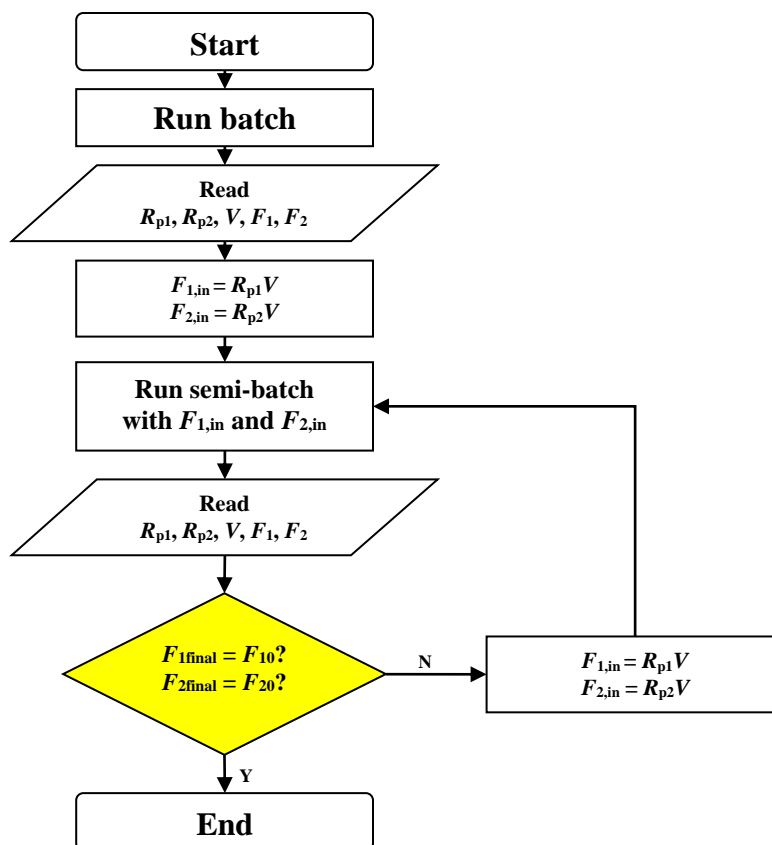 Start
Run batch
Read
Rp1, Rp2, V, F1, F2
F1,in = Rp1V
F2,in = Rp2V
Run semi-batch
with F1,in and F2,in
Read
Rp1, Rp2, V, F1, F2
F1final = F10?
F2final = F20?
N
F1,in = Rp1V
F2,in = Rp2V
Y
End